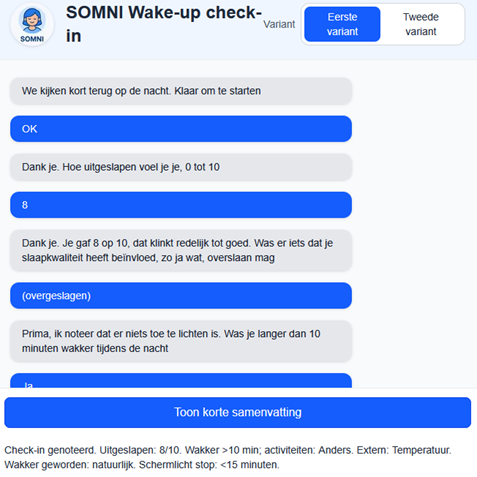 SOMNI Wake-up check-
in
SOMNI
Variant
Eerste
variant
Tweede
variant
We kijken kort terug op de nacht. Klaar om te starten
OK
Dank je. Hoe uitgeslapen voel je je, 0 tot 10
8
Dank je. Je gaf 8 op 10, dat klinkt redelijk tot goed. Was er iets dat je
slaapkwaliteit heeft beïnvloed, zo ja wat, overslaan mag
(overgeslagen)
Prima, ik noteer dat er niets toe te lichten is. Was je langer dan 10
minuten wakker tijdens de nacht
Ja
Toon korte samenvatting
Check-in genoteerd. Uitgeslapen: 8/10. Wakker >10 min; activiteiten: Anders. Extern: Temperatuur.
Wakker geworden: natuurlijk. Schermlicht stop: <15 minuten.